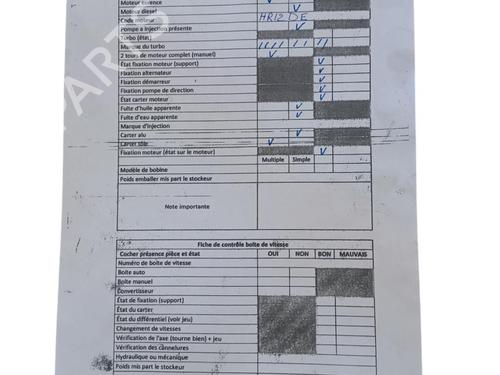 Moteur essence
Moteur diesel
Code moteur HR12DE
Pompe a Injection présente
Turbo (état)
Marque du turbo
2 tours de moteur complet (manuel)
État fixation moteur (support)
Fixation alternateur
Fixation démarreur
Fixation pompe de direction
État carter moteur
Fuite d'huile apparente
Fuite d'eau apparente
Marque d'injection
Carter alu
Carter tôle
Fixation moteur (état sur le moteur)
Multiple Simple
Modèle de bobine
Poids emballer mis part le stockeur
Note importante
Fiche de contrôle boîte de vitesse
Cocher présence pièce et état OUI NON BON MAUVAIS
Numéro de boite de vitesse
Boite auto
Boite manuel
Convertisseur
État de fixation (support)
État du carter
État du différentiel (voir jeu)
Changement de vitesses
Vérification de l'axe (tourne bien) + jeu
Vérification des cannelures
Hydraulique ou mécanique
Poids mis part le stockeur
PARTS